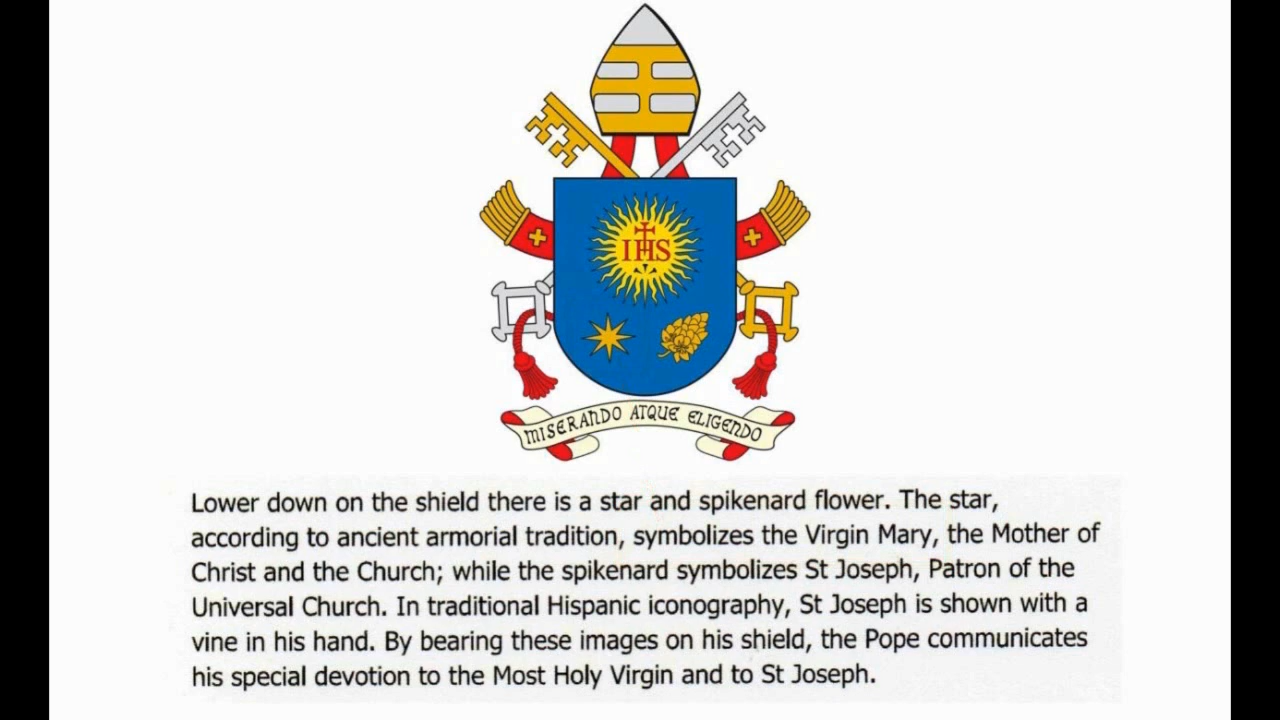 IHS
MISERANDO ATQUE ELIGENDO
Lower down on the shield there is a star and spikenard flower. The star,
according to ancient armorial tradition, symbolizes the Virgin Mary, the Mother of
Christ and the Church; while the spikenard symbolizes St Joseph, Patron of the
Universal Church. In traditional Hispanic iconography, St Joseph is shown with a
vine in his hand. By bearing these images on his shield, the Pope communicates
his special devotion to the Most Holy Virgin and to St Joseph.